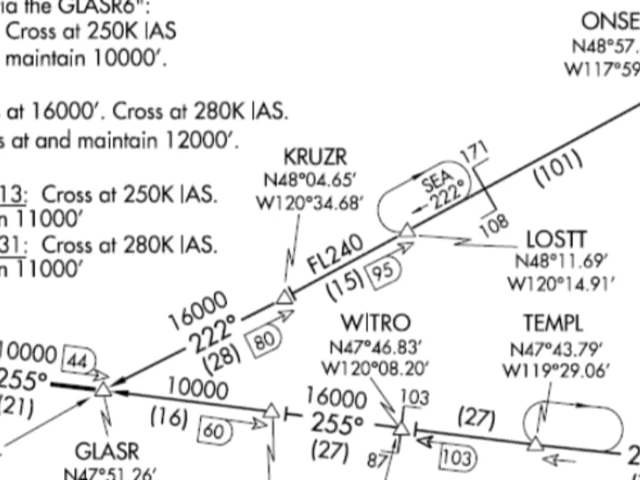 via the GLASR6":
Cross at 250K IAS
maintain 10000'.
at 16000'. Cross at 280K IAS.
at and maintain 12000'.
13: Cross at 250K IAS.
11000'
31: Cross at 280K IAS.
11000'
ONSE
N48°57.
W117°59
KRUZR
N48°04.65'
W120°34.68'
SEA
222°
171
108
(101)
FL240
(15) 95
LOSTT
N48°11.69'
W120°14.91'
16000
222°
(28) 80
WITRO
N47°46.83'
W120°08.20'
TEMPL
N47°43.79'
W119°29.06'
10000 44
255°
(21)
10000
(16) 60
16000
255°
(27)
103
87
(27)
103
2
GLASR
N47°51.26'